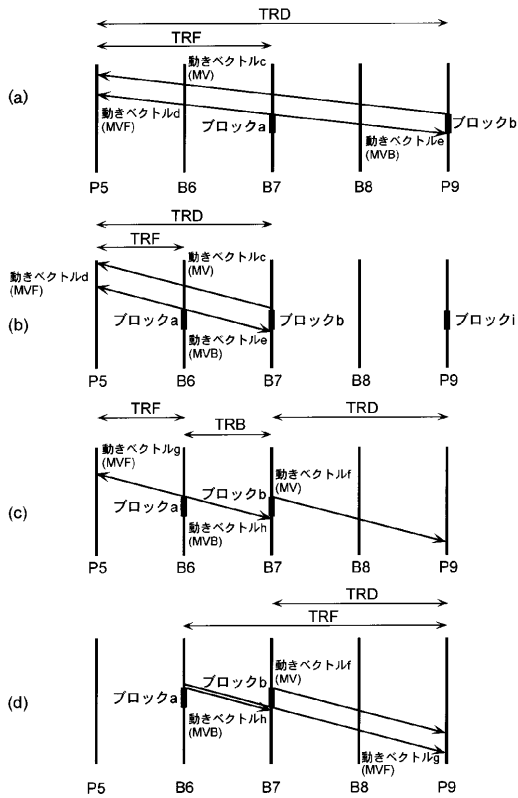 TRD
TRF
動きベクトルc
(MV)
(a)
動きベクトルd
(MVF)
ブロックa
動きベクトルe
(MVB)
ブロックb
P5 B6 B7 B8 P9
TRD
TRF
動きベクトルc
(MV)
動きベクトルd
(MVF)
(b)
ブロックa
ブロックb
ブロックi
動きベクトルe
(MVB)
P5 B6 B7 B8 P9
TRF
TRD
TRB
動きベクトルg
(MVF)
動きベクトルf
(MV)
ブロックb
(c)
ブロックa
動きベクトルh
(MVB)
P5 B6 B7 B8 P9
TRD
TRF
動きベクトルf
(MV)
ブロックb
(d)
ブロックa
動きベクトルh
(MVB)
動きベクトルg
(MVF)
P5 B6 B7 B8 P9